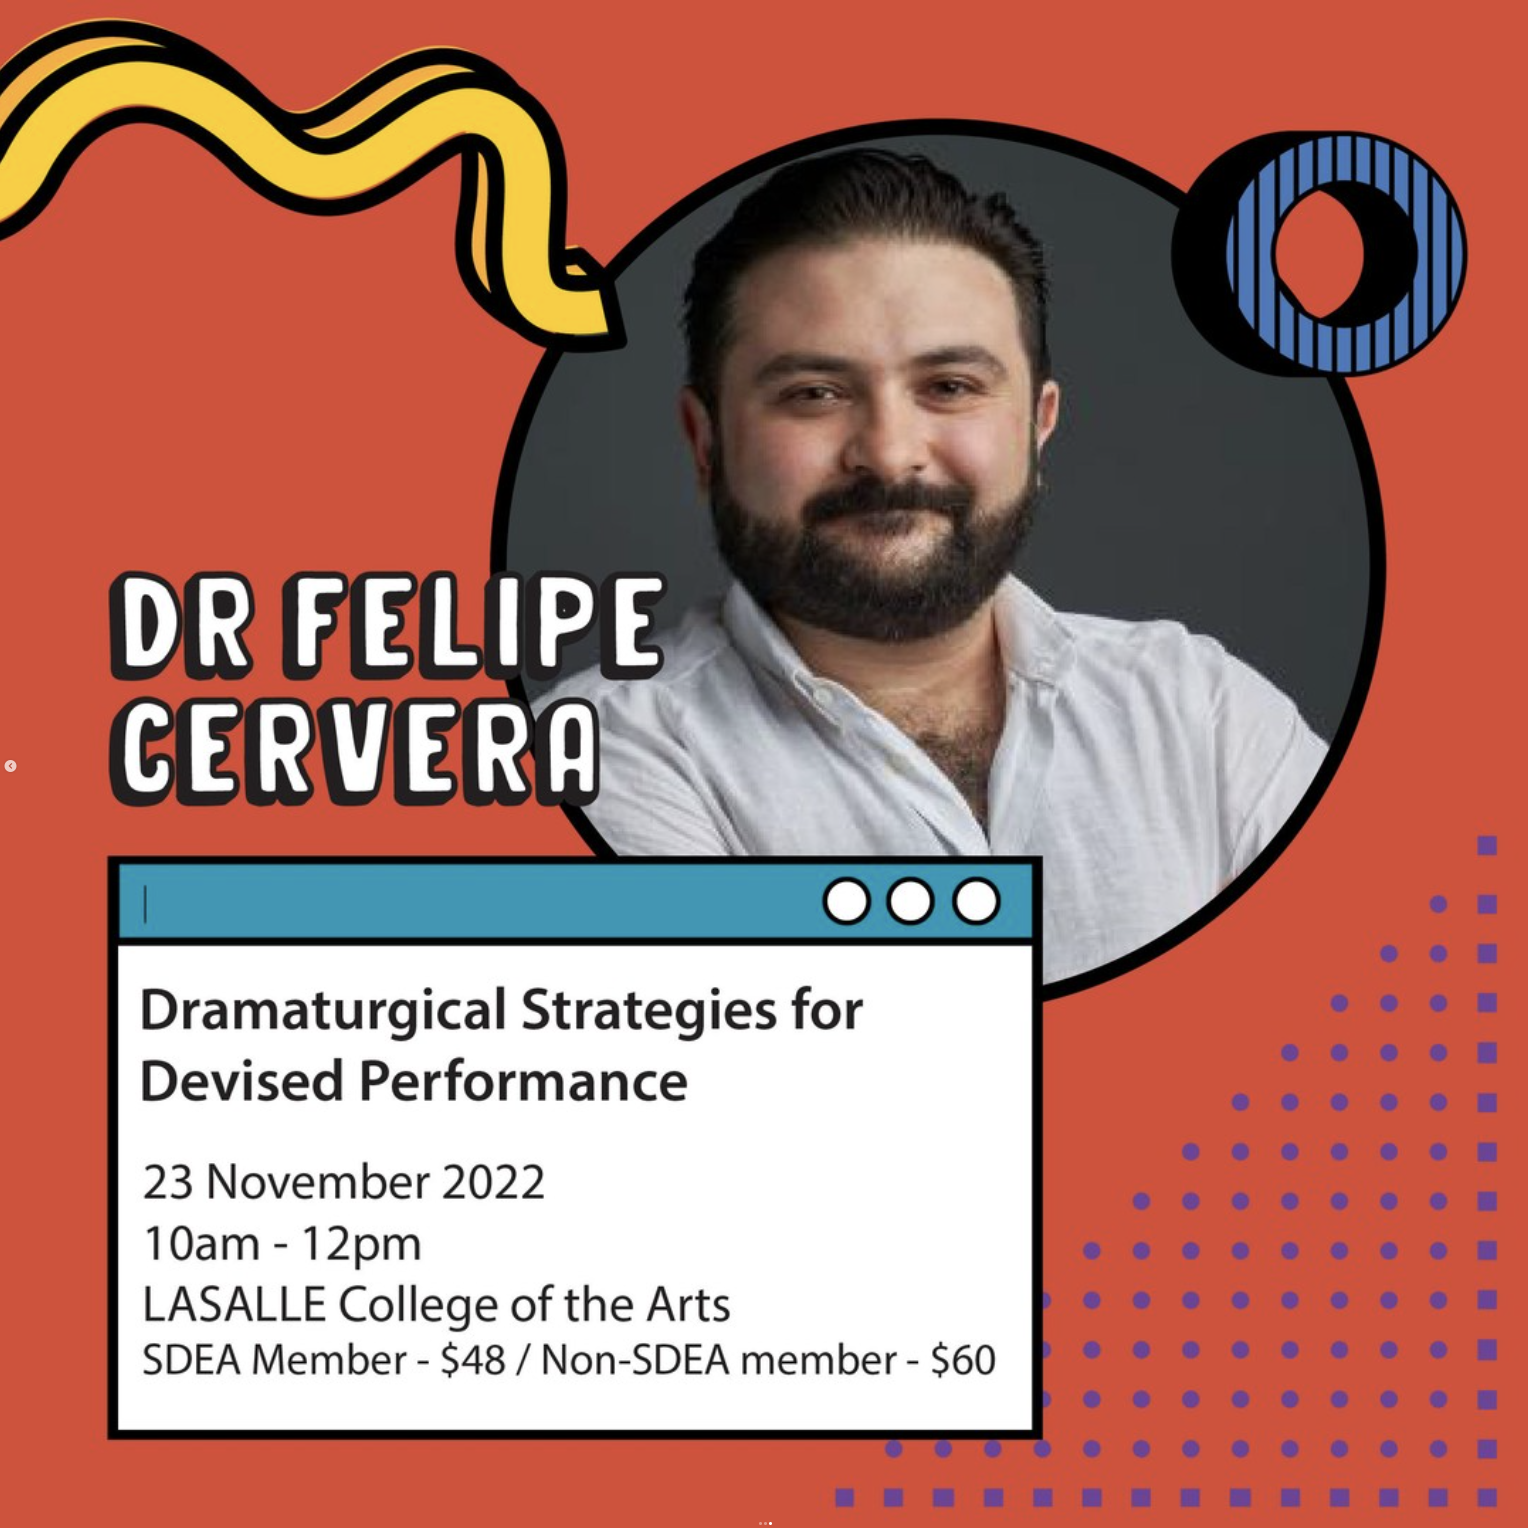 DR FELIPE
CERVERA
Dramaturgical Strategies for
Devised Performance
23 November 2022
10am - 12pm
LASALLE College of the Arts
SDEA Member - $48 / Non-SDEA member - $60